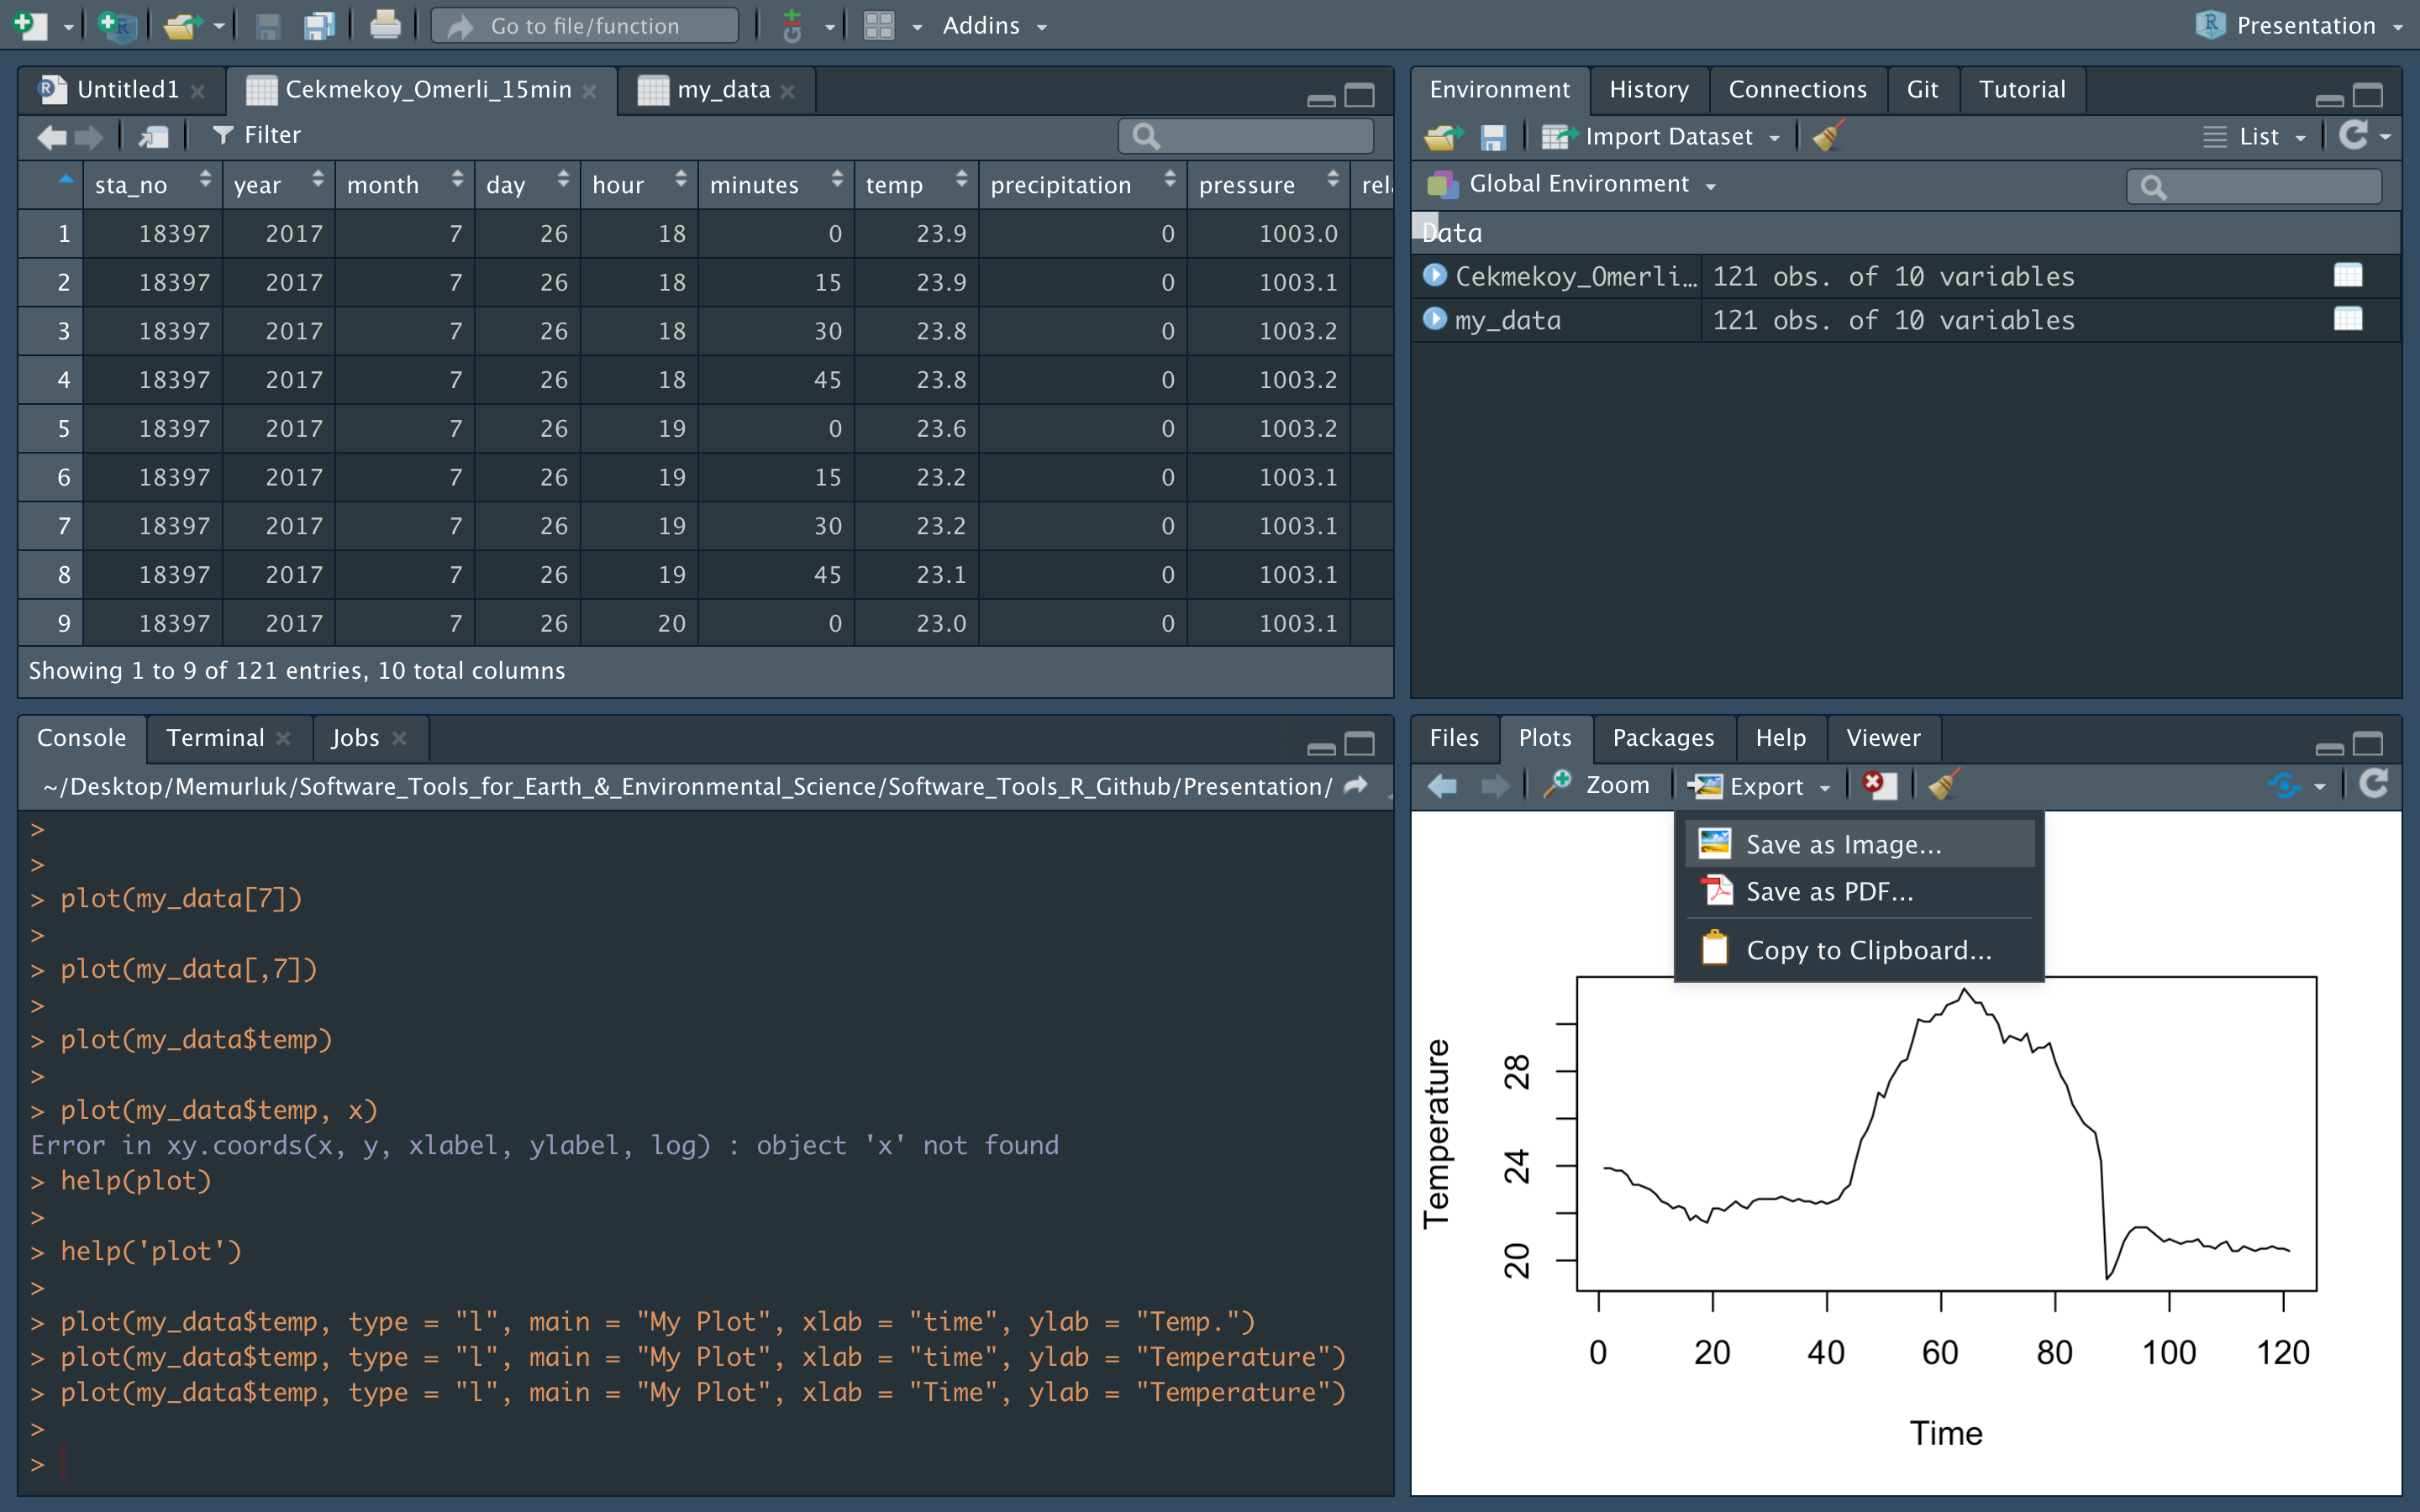 Go to file/function Addins Presentation
Untitled1 Cekmekoy_Omerli_15min my_data
Filter
sta_no year month day hour minutes temp precipitation pressure rela
1 18397 2017 7 26 18 0 23.9 0 1003.0
2 18397 2017 7 26 18 15 23.9 0 1003.1
3 18397 2017 7 26 18 30 23.8 0 1003.2
4 18397 2017 7 26 18 45 23.8 0 1003.2
5 18397 2017 7 26 19 0 23.6 0 1003.2
6 18397 2017 7 26 19 15 23.2 0 1003.1
7 18397 2017 7 26 19 30 23.2 0 1003.1
8 18397 2017 7 26 19 45 23.1 0 1003.1
9 18397 2017 7 26 20 0 23.0 0 1003.1
Showing 1 to 9 of 121 entries, 10 total columns
Environment History Connections Git Tutorial
Import Dataset List
Global Environment
Data
Cekmekoy_Omerli… 121 obs. of 10 variables
my_data 121 obs. of 10 variables
Console Terminal Jobs
~/Desktop/Memurluk/Software_Tools_for_Earth_&_Environmental_Science/Software_Tools_R_Github/Presentation/
>
>
> plot(my_data[7])
>
> plot(my_data[,7])
>
> plot(my_data$temp)
>
> plot(my_data$temp, x)
Error in xy.coords(x, y, xlabel, ylabel, log) : object 'x' not found
> help(plot)
>
> help('plot')
>
> plot(my_data$temp, type = "l", main = "My Plot", xlab = "time", ylab = "Temp.")
> plot(my_data$temp, type = "l", main = "My Plot", xlab = "time", ylab = "Temperature")
> plot(my_data$temp, type = "l", main = "My Plot", xlab = "Time", ylab = "Temperature")
>
>
Files Plots Packages Help Viewer
Zoom Export
Save as Image...
Save as PDF...
Copy to Clipboard...
Temperature
28
24
20
0 20 40 60 80 100 120
Time